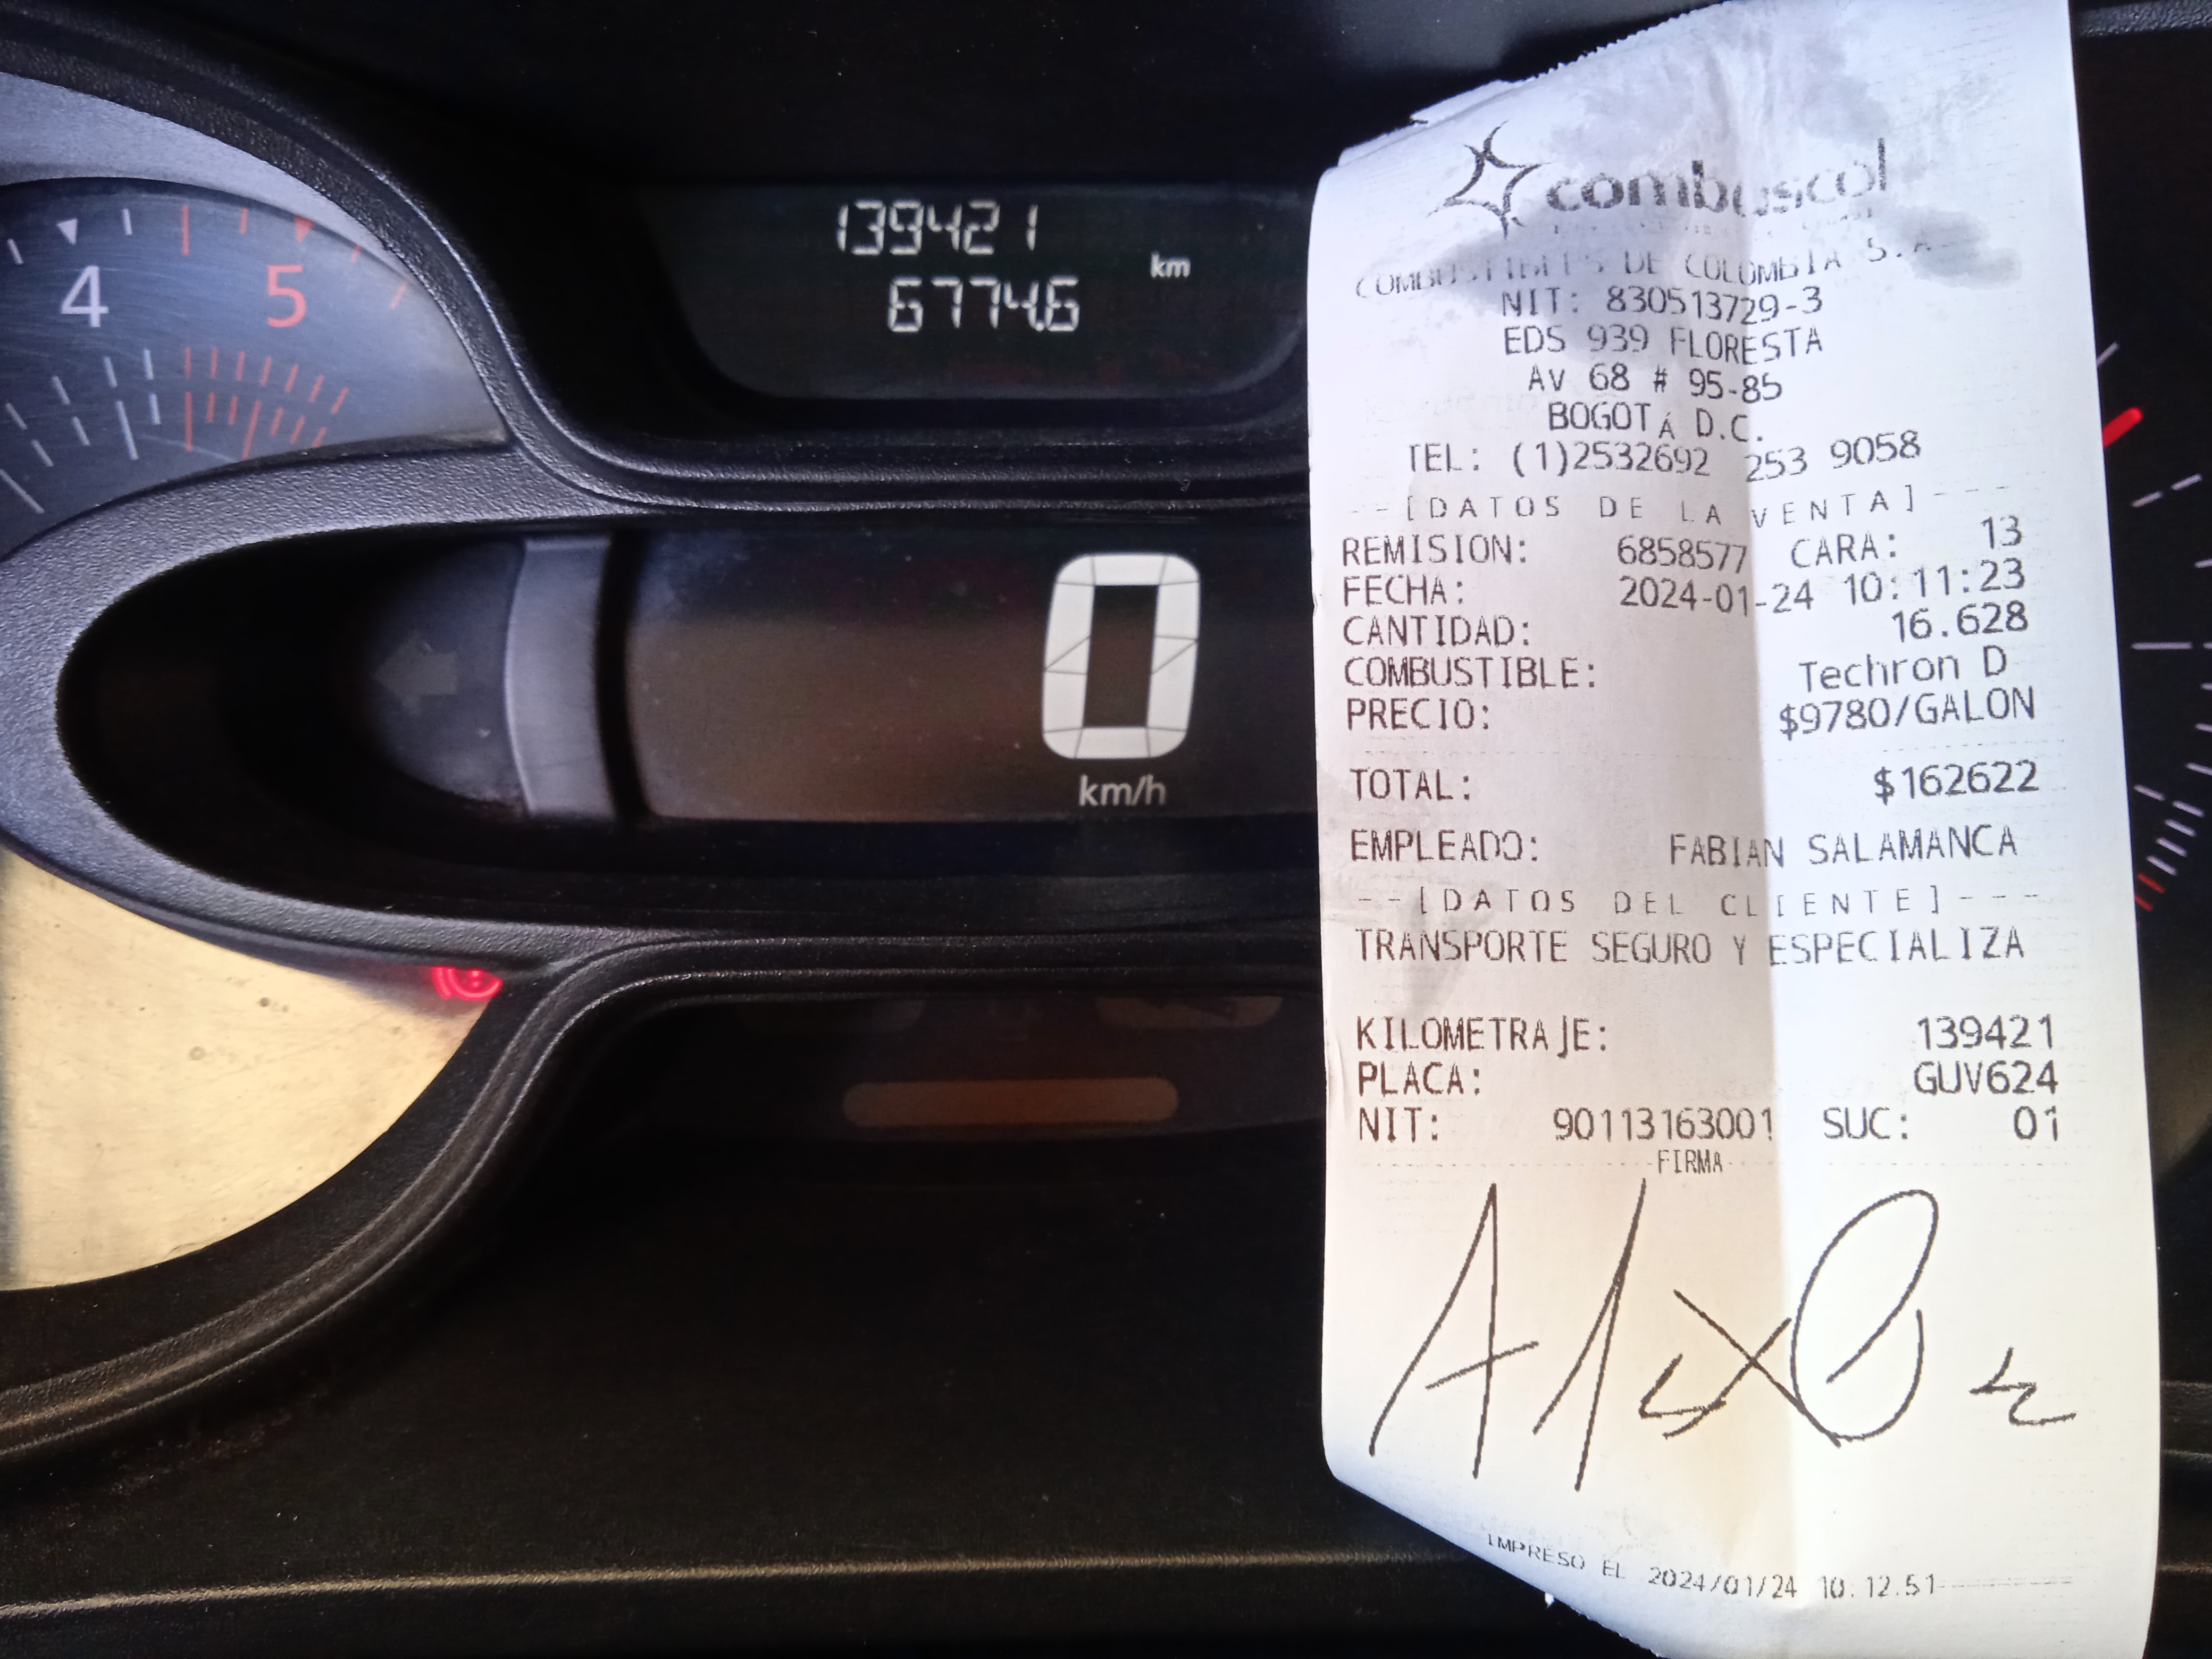 4
5
139421
km
6774.6
0
km/h
combuscol
COMBUSTIBLES DE COLOMBIA S.A
NIT: 830513729-3
EDS 939 FLORESTA
AV 68 # 95-85
BOGOTÁ D.C.
TEL: (1)2532692 253 9058
--[DATOS DE LA VENTA]---
REMISION: 6858577 CARA: 13
FECHA: 2024-01-24 10:11:23
CANTIDAD: 16.628
COMBUSTIBLE: Techron D
PRECIO: $9780/GALON
TOTAL: $162622
EMPLEADO: FABIAN SALAMANCA
--[DATOS DEL CLIENTE]---
TRANSPORTE SEGURO Y ESPECIALIZA
KILOMETRAJE: 139421
PLACA: GUV624
NIT: 90113163001 SUC: 01
FIRMA
IMPRESO EL 2024/01/24 10:12:51